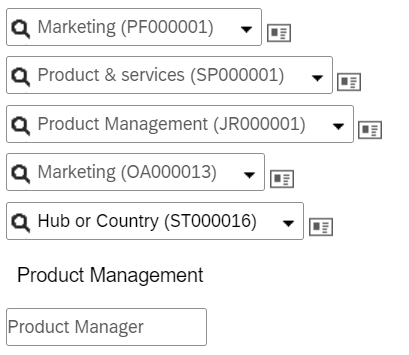 Marketing (PF000001)
Product & services (SP000001)
Product Management (JR000001)
Marketing (OA000013)
Hub or Country (ST000016)
Product Management
Product Manager